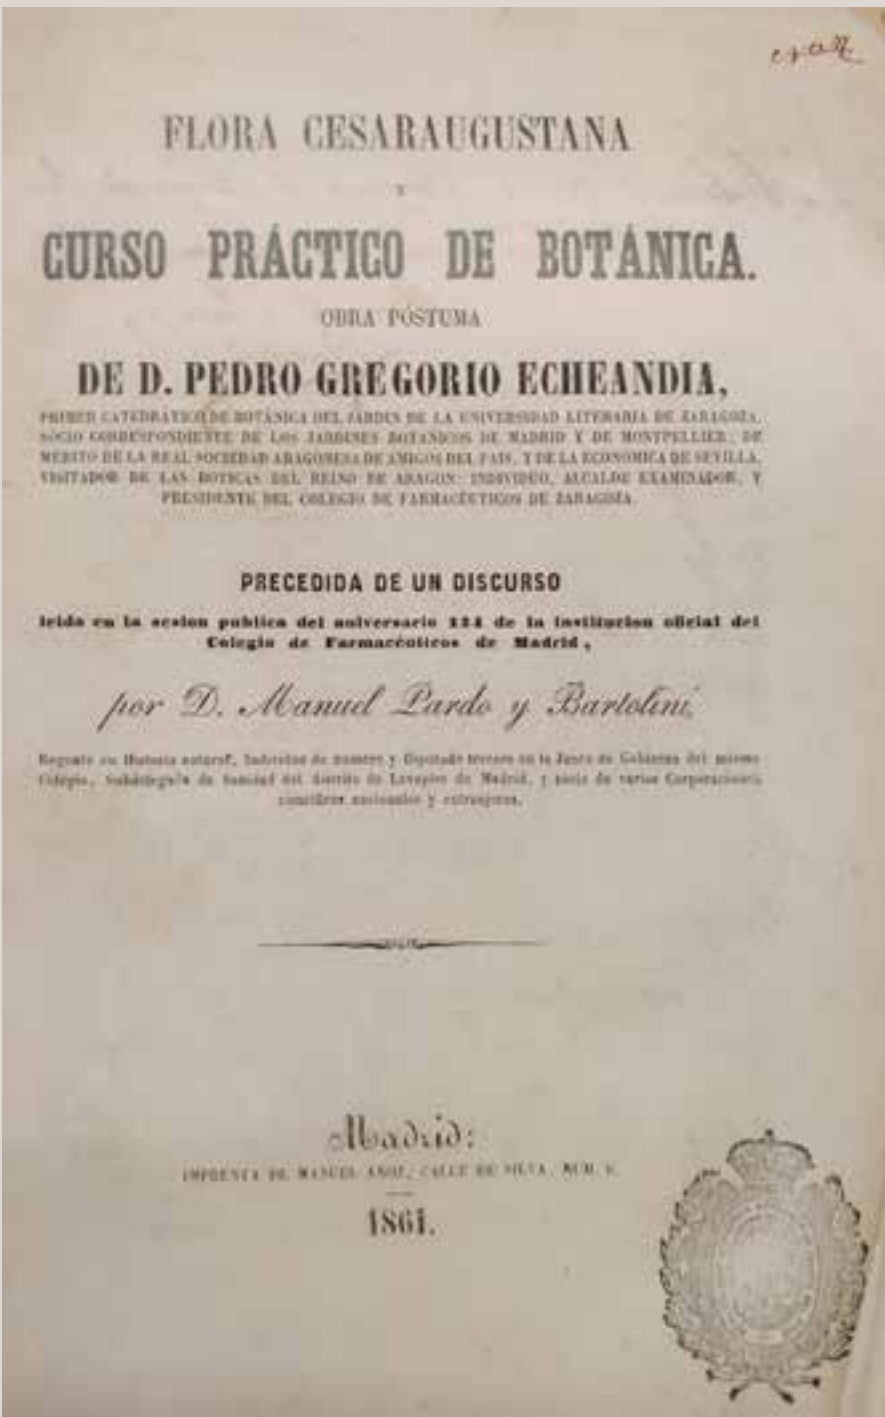 FLORA CESARAUGUSTANA
Y
CURSO PRÁCTICO DE BOTÁNICA.
OBRA PÓSTUMA
DE D. PEDRO GREGORIO ECHEANDIA,
PRIMER CATEDRATICO DE BOTÁNICA DEL JARDIN DE LA UNIVERSIDAD LITERARIA DE ZARAGOZA,
SOCIO CORRESPONDIENTE DE LOS JARDINES BOTANICOS DE MADRID Y DE MONTPELLIER, DE
MERITO DE LA REAL SOCIEDAD ARAGONESA DE AMIGOS DEL PAIS, Y DE LA ECONOMICA DE SEVILLA,
VISITADOR DE LAS BOTICAS DEL REINO DE ARAGON: INDIVIDUO, ALCALDE EXAMINADOR, Y
PRESIDENTE DEL COLEGIO DE FARMACÉUTICOS DE ZARAGOZA.
PRECEDIDA DE UN DISCURSO
leido en la sesion publica del aniversario 124 de la institucion oficial del
Colegio de Farmacéuticos de Madrid,
por D. Manuel Pardo y Bartolini,
Regente en Historia natural, Individuo de número y Diputado tercero en la Junta de Gobierno del mismo
Colegio, Subdelegado de Sanidad del distrito de Lavapies de Madrid, y socio de varias Corporaciones
científicas nacionales y extranjeras.
Madrid:
IMPRENTA DE MANUEL ANOZ, CALLE DE SILVA, NUM. 6.
1861.